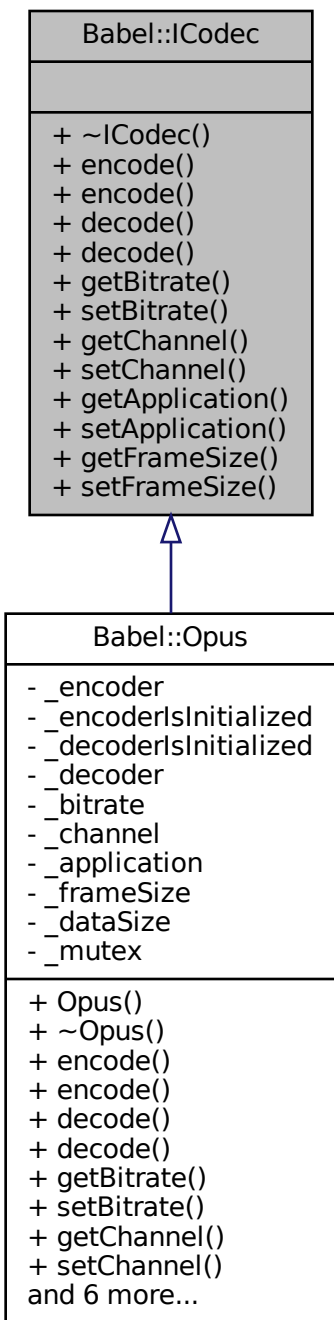 Babel::ICodec
+ ~ICodec()
+ encode()
+ encode()
+ decode()
+ decode()
+ getBitrate()
+ setBitrate()
+ getChannel()
+ setChannel()
+ getApplication()
+ setApplication()
+ getFrameSize()
+ setFrameSize()
Babel::Opus
- _encoder
- _encoderIsInitialized
- _decoderIsInitialized
- _decoder
- _bitrate
- _channel
- _application
- _frameSize
- _dataSize
- _mutex
+ Opus()
+ ~Opus()
+ encode()
+ encode()
+ decode()
+ decode()
+ getBitrate()
+ setBitrate()
+ getChannel()
+ setChannel()
and 6 more...